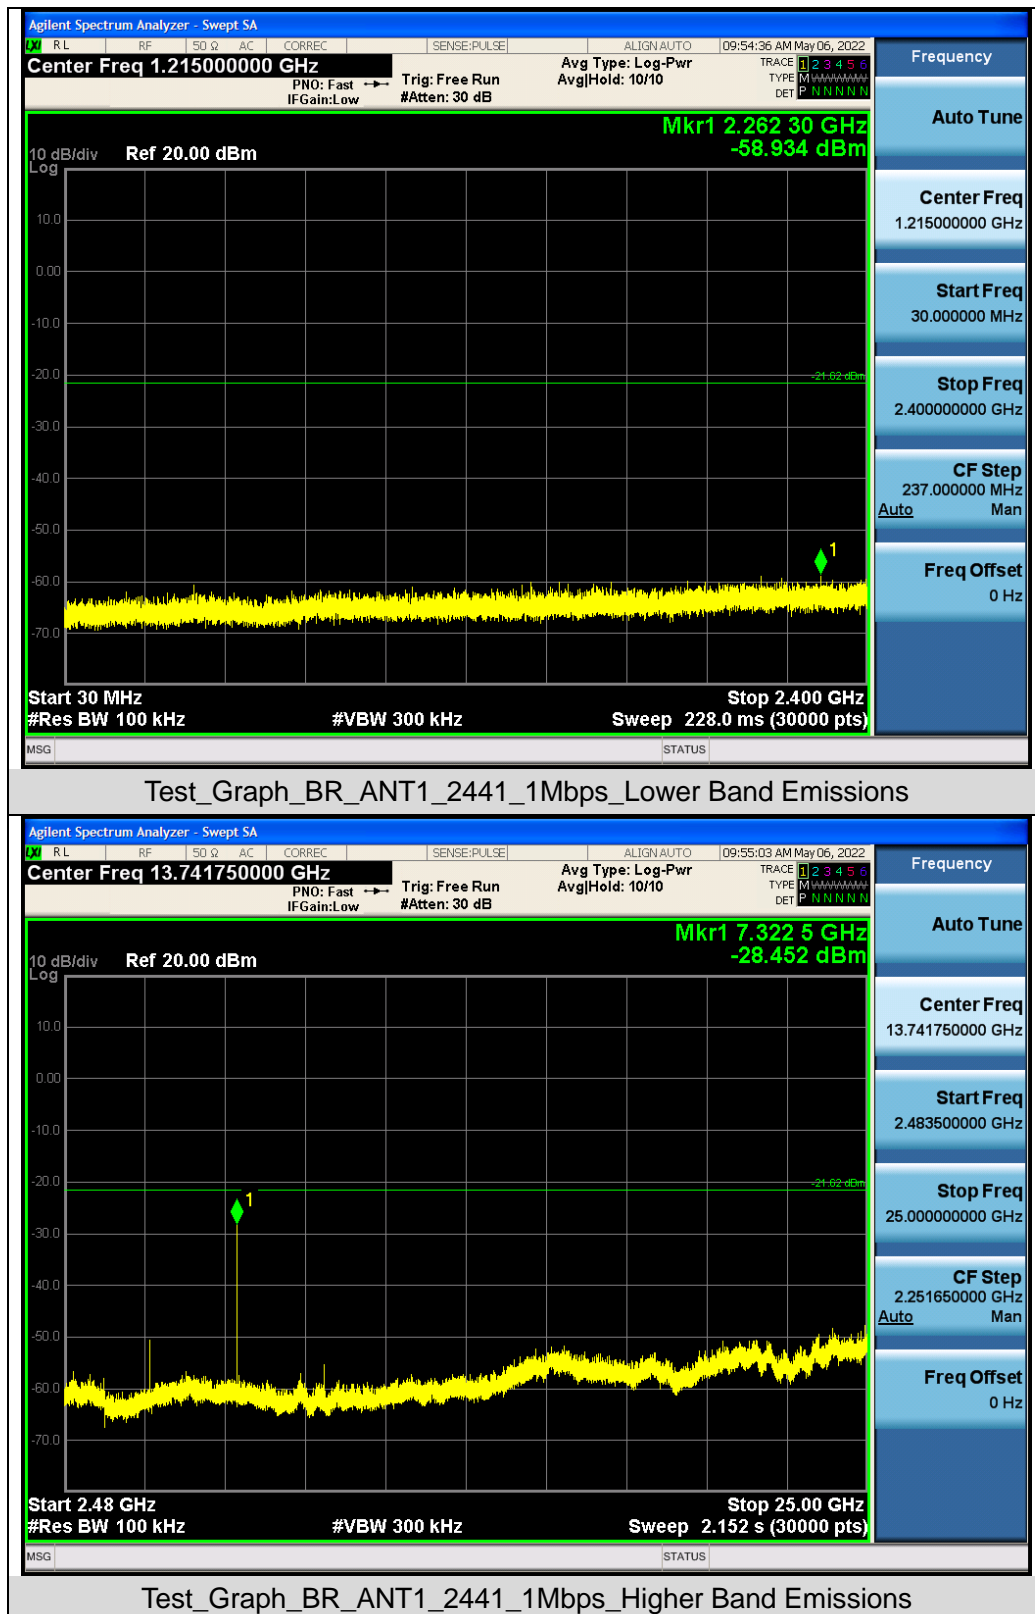 Agilent Spectrum Analyzer - Swept SA
LXI RL RF 50 Ω AC CORREC SENSE:PULSE ALIGN AUTO 09:54:36 AM May 06, 2022
Center Freq 1.215000000 GHz
PNO: Fast
IFGain:Low
Trig: Free Run
#Atten: 30 dB
Avg Type: Log-Pwr
Avg|Hold: 10/10
TRACE 1 2 3 4 5 6
TYPE M
DET P N N N N N
Mkr1 2.262 30 GHz
-58.934 dBm
10 dB/div Ref 20.00 dBm
Log
10.0
0.00
-10.0
-20.0
-21.62 dBm
-30.0
-40.0
-50.0
1
-60.0
-70.0
Start 30 MHz Stop 2.400 GHz
#Res BW 100 kHz #VBW 300 kHz Sweep 228.0 ms (30000 pts)
MSG STATUS
Frequency
Auto Tune
Center Freq
1.215000000 GHz
Start Freq
30.000000 MHz
Stop Freq
2.400000000 GHz
CF Step
237.000000 MHz
Auto Man
Freq Offset
0 Hz
Test_Graph_BR_ANT1_2441_1Mbps_Lower Band Emissions
Agilent Spectrum Analyzer - Swept SA
LXI RL RF 50 Ω AC CORREC SENSE:PULSE ALIGN AUTO 09:55:03 AM May 06, 2022
Center Freq 13.741750000 GHz
PNO: Fast
IFGain:Low
Trig: Free Run
#Atten: 30 dB
Avg Type: Log-Pwr
Avg|Hold: 10/10
TRACE 1 2 3 4 5 6
TYPE M
DET P N N N N N
Mkr1 7.322 5 GHz
-28.452 dBm
10 dB/div Ref 20.00 dBm
Log
10.0
0.00
-10.0
-20.0
-21.62 dBm
1
-30.0
-40.0
-50.0
-60.0
-70.0
Start 2.48 GHz Stop 25.00 GHz
#Res BW 100 kHz #VBW 300 kHz Sweep 2.152 s (30000 pts)
MSG STATUS
Frequency
Auto Tune
Center Freq
13.741750000 GHz
Start Freq
2.483500000 GHz
Stop Freq
25.000000000 GHz
CF Step
2.251650000 GHz
Auto Man
Freq Offset
0 Hz
Test_Graph_BR_ANT1_2441_1Mbps_Higher Band Emissions